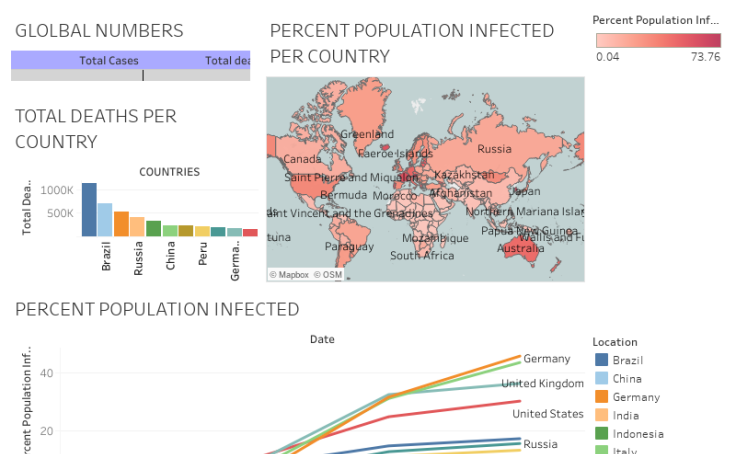 GLOLBAL NUMBERS
Total Cases
Total dea
TOTAL DEATHS PER
COUNTRY
COUNTRIES
Total Dea..
1000K
500K
Brazil
Russia
China
Peru
Germa..
PERCENT POPULATION INFECTED
PER COUNTRY
Greenland
Canada
Faeroe Islands
Russia
Saint Pierre and Miquelon
Kazakhstan
Bermuda
Morocco
Afghanistan
Japan
int Vincent and the Grenadines
Northern Mariana Islan
tuna
Paraguay
Mozambique
Papua New Guinea
Wallis and Fu
Australia
South Africa
© Mapbox © OSM
Percent Population Inf...
0.04
73.76
PERCENT POPULATION INFECTED
Date
rcent Population Inf..
40
20
Germany
United Kingdom
United States
Russia
Location
Brazil
China
Germany
India
Indonesia
Italy